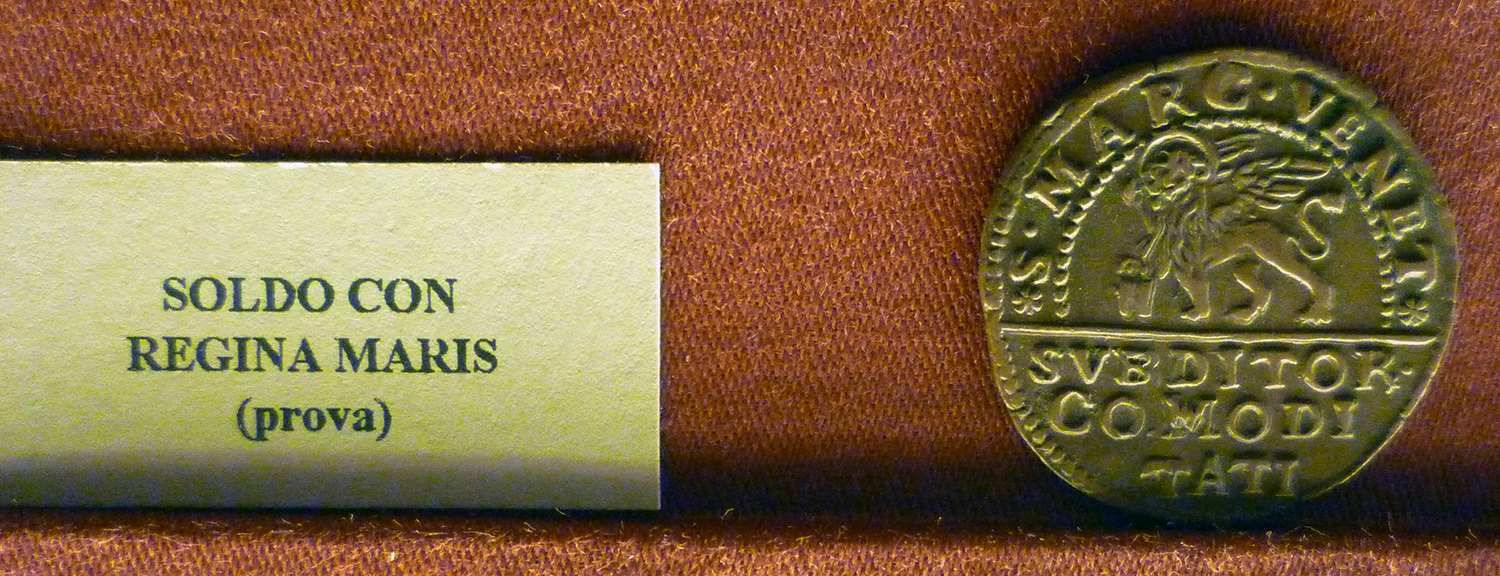 SOLDO CON
REGINA MARIS
(prova)
*S·MARC·VENET*
SVBDITOR·
COMODI
TATI